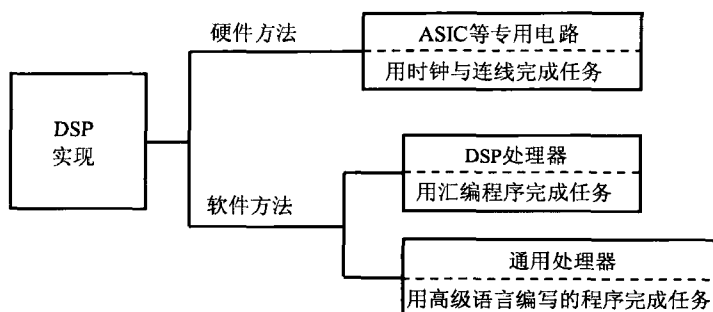 DSP
实现
硬件方法
ASIC等专用电路
用时钟与连线完成任务
软件方法
DSP处理器
用汇编程序完成任务
通用处理器
用高级语言编写的程序完成任务